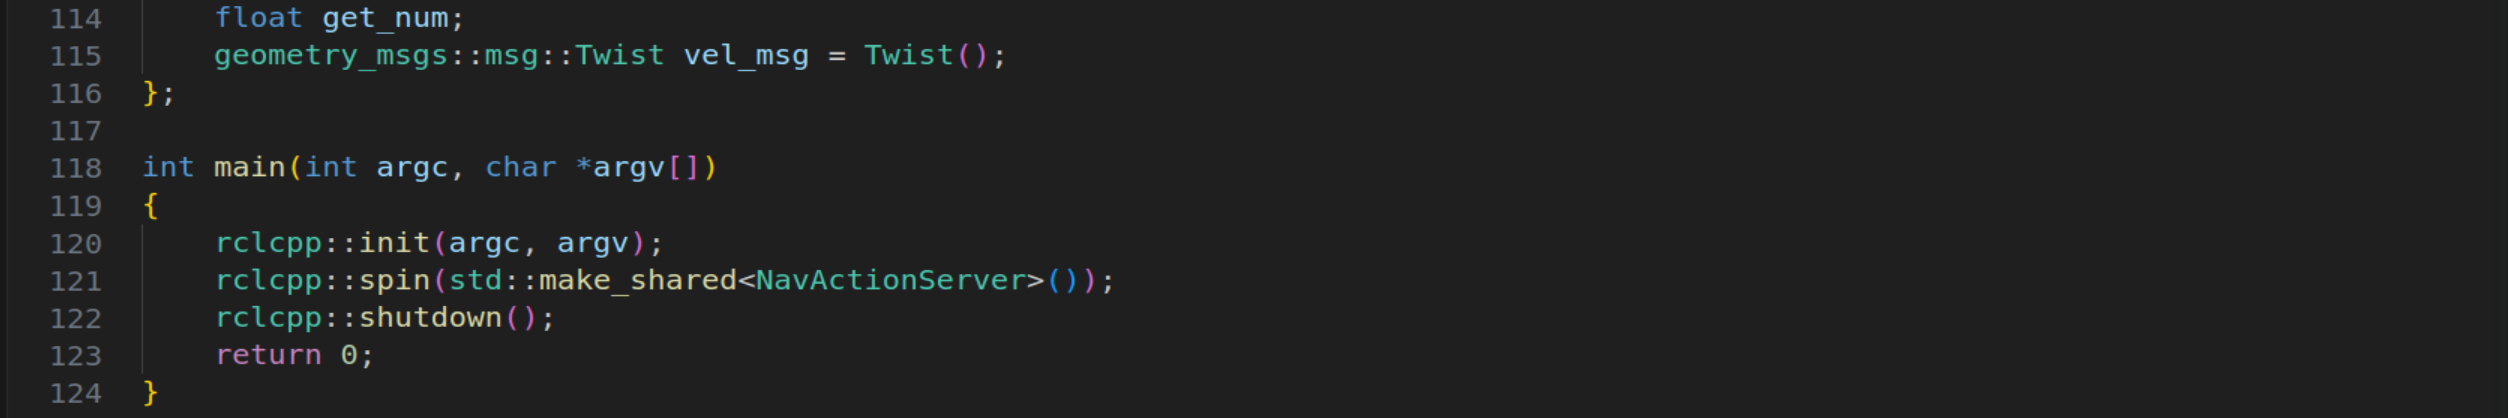 114     float get_num;
115     geometry_msgs::msg::Twist vel_msg = Twist();
116 };
117
118 int main(int argc, char *argv[])
119 {
120     rclcpp::init(argc, argv);
121     rclcpp::spin(std::make_shared<NavActionServer>());
122     rclcpp::shutdown();
123     return 0;
124 }